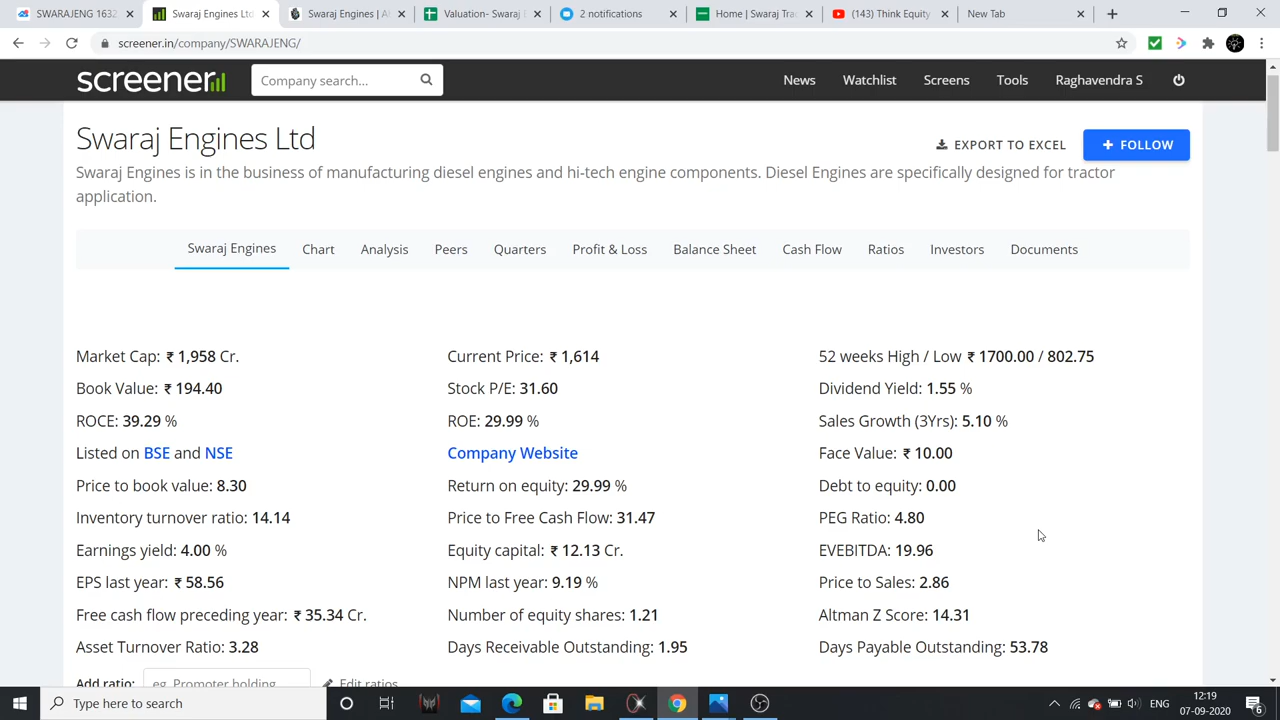 SWARAJENG 1632
Swaraj Engines Ltd
Swaraj Engines | A
Valuation- Swaraj E
2 notifications
Home | Swaraj Tra
(143) Think Equity
New Tab
screener.in/company/SWARAJENG/
screener
Company search...
News
Watchlist
Screens
Tools
Raghavendra S
Swaraj Engines Ltd
EXPORT TO EXCEL
+ FOLLOW
Swaraj Engines is in the business of manufacturing diesel engines and hi-tech engine components. Diesel Engines are specifically designed for tractor
application.
Swaraj Engines
Chart
Analysis
Peers
Quarters
Profit & Loss
Balance Sheet
Cash Flow
Ratios
Investors
Documents
Market Cap: ₹ 1,958 Cr.
Current Price: ₹ 1,614
52 weeks High / Low ₹ 1700.00 / 802.75
Book Value: ₹ 194.40
Stock P/E: 31.60
Dividend Yield: 1.55 %
ROCE: 39.29 %
ROE: 29.99 %
Sales Growth (3Yrs): 5.10 %
Listed on BSE and NSE
Company Website
Face Value: ₹ 10.00
Price to book value: 8.30
Return on equity: 29.99 %
Debt to equity: 0.00
Inventory turnover ratio: 14.14
Price to Free Cash Flow: 31.47
PEG Ratio: 4.80
Earnings yield: 4.00 %
Equity capital: ₹ 12.13 Cr.
EVEBITDA: 19.96
EPS last year: ₹ 58.56
NPM last year: 9.19 %
Price to Sales: 2.86
Free cash flow preceding year: ₹ 35.34 Cr.
Number of equity shares: 1.21
Altman Z Score: 14.31
Asset Turnover Ratio: 3.28
Days Receivable Outstanding: 1.95
Days Payable Outstanding: 53.78
Add ratio:
eg. Promoter holding
Edit ratios
Type here to search
ENG
12:19
07-09-2020
6